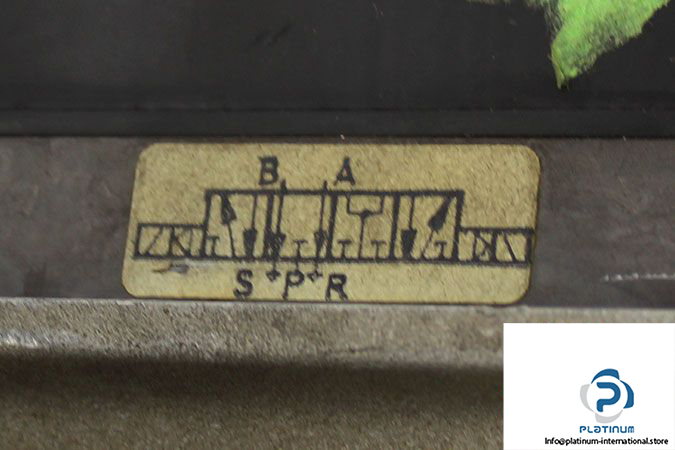 B A
S P R
PLATINUM
Info@platinum-international.store